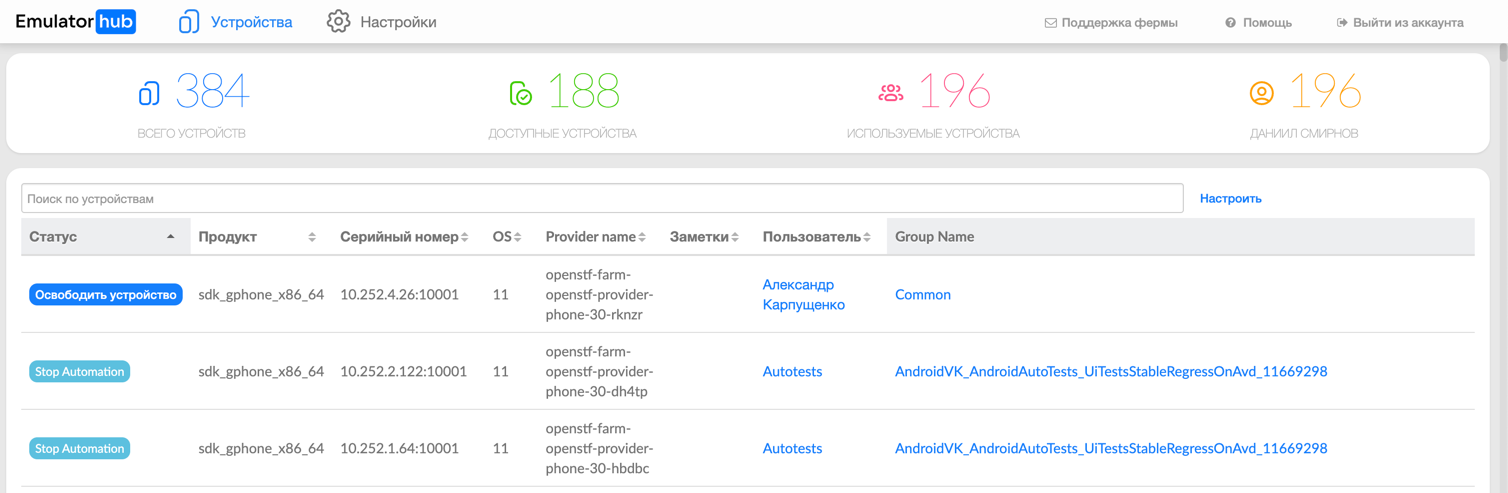 Emulator hub Устройства Настройки Поддержка фермы Помощь Выйти из аккаунта
384 188 196 196
ВСЕГО УСТРОЙСТВ ДОСТУПНЫЕ УСТРОЙСТВА ИСПОЛЬЗУЕМЫЕ УСТРОЙСТВА ДАНИИЛ СМИРНОВ
Поиск по устройствам Настроить
Статус Продукт Серийный номер OS Provider name Заметки Пользователь Group Name
Освободить устройство sdk_gphone_x86_64 10.252.4.26:10001 11 openstf-farm-
openstf-provider-
phone-30-rknzr
Александр
Карпущенко
Common
Stop Automation sdk_gphone_x86_64 10.252.2.122:10001 11 openstf-farm-
openstf-provider-
phone-30-dh4tp
Autotests AndroidVK_AndroidAutoTests_UiTestsStableRegressOnAvd_11669298
Stop Automation sdk_gphone_x86_64 10.252.1.64:10001 11 openstf-farm-
openstf-provider-
phone-30-hbdbc
Autotests AndroidVK_AndroidAutoTests_UiTestsStableRegressOnAvd_11669298